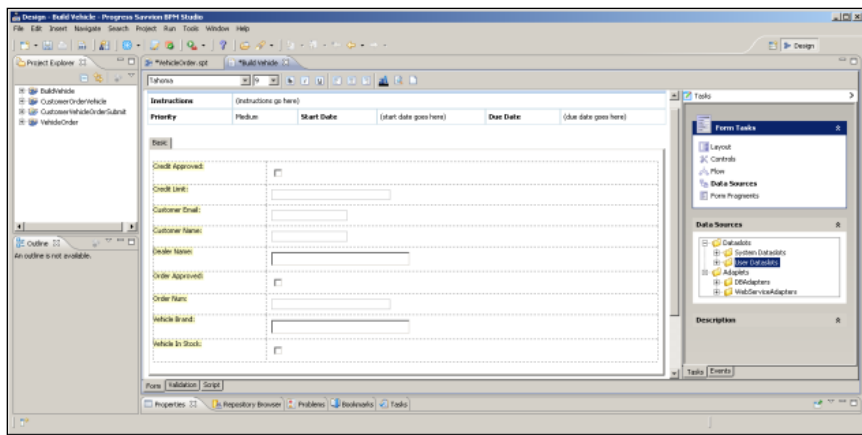 Design - Build Vehicle - Progress Savvion BPM Studio
File Edit Insert Navigate Search Project Run Tools Window Help
Design
Project Explorer
*VehicleOrder.spt
*Build Vehicle
BuildVehicle
CustomerOrderVehicle
CustomerVehicleOrderSubmit
VehicleOrder
Outline
An outline is not available.
Tahoma 9
Instructions (instructions go here)
Priority Medium Start Date (start date goes here) Due Date (due date goes here)
Basic
Credit Approved:
Credit Limit:
Customer Email:
Customer Name:
Dealer Name:
Order Approved:
Order Num:
Vehicle Brand:
Vehicle In Stock:
Form Validation Script
Tasks
Form Tasks
Layout
Controls
Flow
Data Sources
Form Fragments
Data Sources
Dataslots
System Dataslots
User Dataslots
Adaplets
DBAdapters
WebServiceAdapters
Description
Tasks Events
Properties Repository Browser Problems Bookmarks Tasks